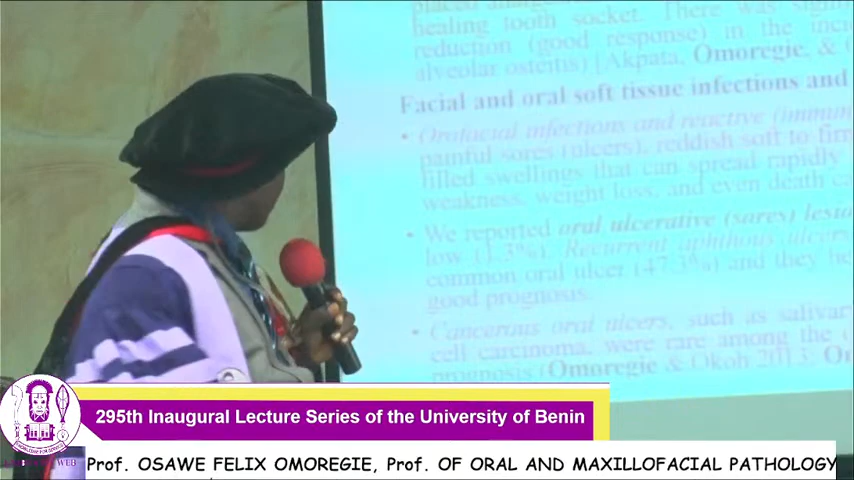 healing tooth socket. There was
reduction (good response) in the
alveolar osteitis) [Akpata, Omoregie, &
Facial and oral soft tissue infections and
• Orofacial infections and reactive (immun
painful sores (ulcers), reddish soft to firm
filled swellings that can spread rapidly
weakness, weight loss, and even death
• We reported oral ulcerative (sores)
low (1.3%). Recurrent aphthous ulcers
common oral ulcer (47.3%) and they
good prognosis.
• Cancerous oral ulcers, such as
cell carcinoma, were rare among the
prognosis (Omoregie & Okoh 2013,
295th Inaugural Lecture Series of the University of Benin
Prof. OSAWE FELIX OMOREGIE, Prof. OF ORAL AND MAXILLOFACIAL PATHOLOGY